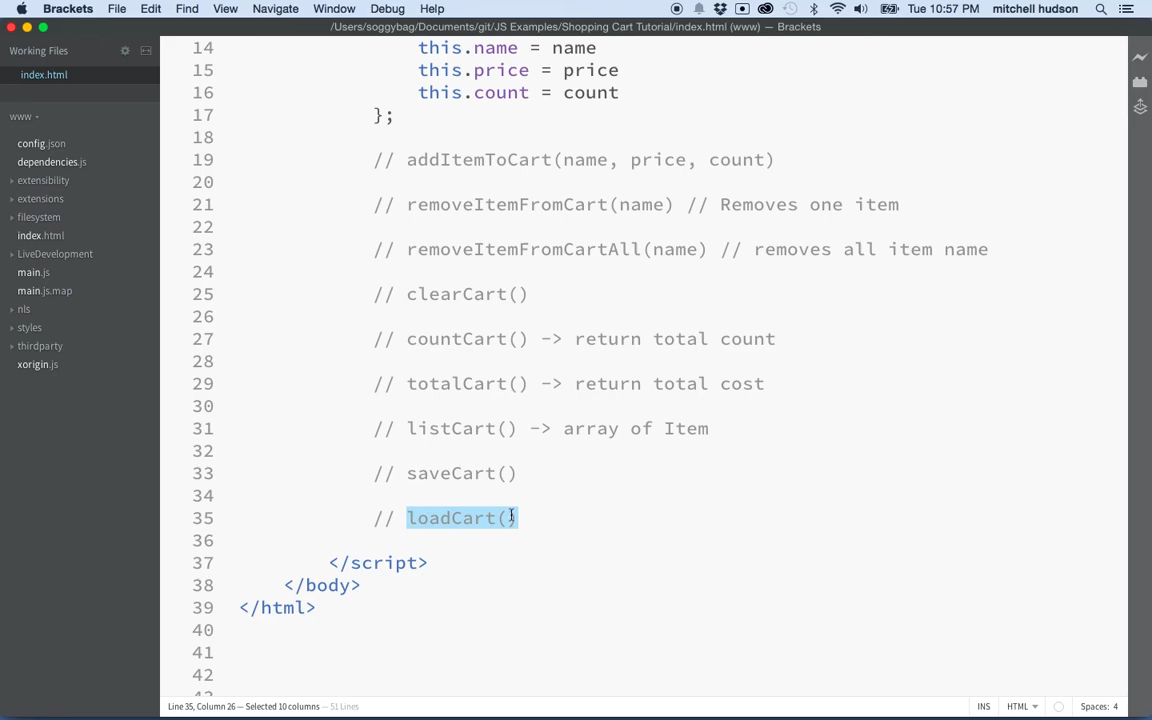 Brackets File Edit Find View Navigate Window Debug Help Tue 10:57 PM mitchell hudson
/Users/soggybag/Documents/git/JS Examples/Shopping Cart Tutorial/index.html (www) — Brackets
Working Files
index.html
www
config.json
dependencies.js
extensibility
extensions
filesystem
index.html
LiveDevelopment
main.js
main.js.map
nls
styles
thirdparty
xorigin.js
14 this.name = name
15 this.price = price
16 this.count = count
17 };
18
19 // addItemToCart(name, price, count)
20
21 // removeItemFromCart(name) // Removes one item
22
23 // removeItemFromCartAll(name) // removes all item name
24
25 // clearCart()
26
27 // countCart() -> return total count
28
29 // totalCart() -> return total cost
30
31 // listCart() -> array of Item
32
33 // saveCart()
34
35 // loadCart()
36
37 </script>
38 </body>
39 </html>
40
41
42
Line 35, Column 26 — Selected 10 columns — 51 Lines INS HTML Spaces: 4